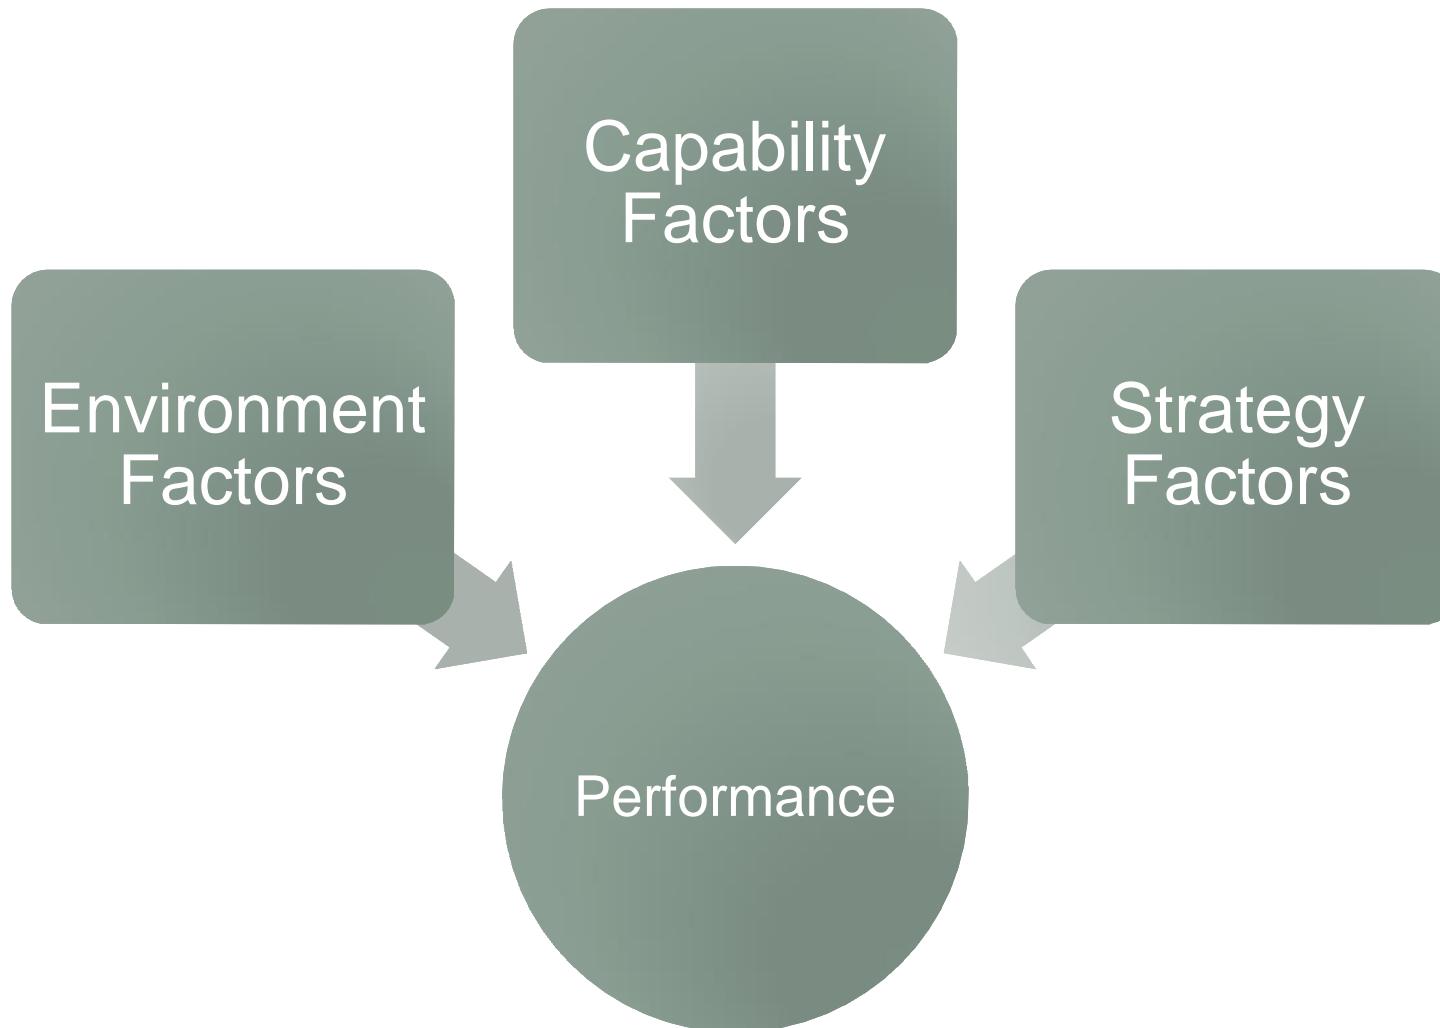 Capability
Factors
Environment
Factors
Strategy
Factors
Performance